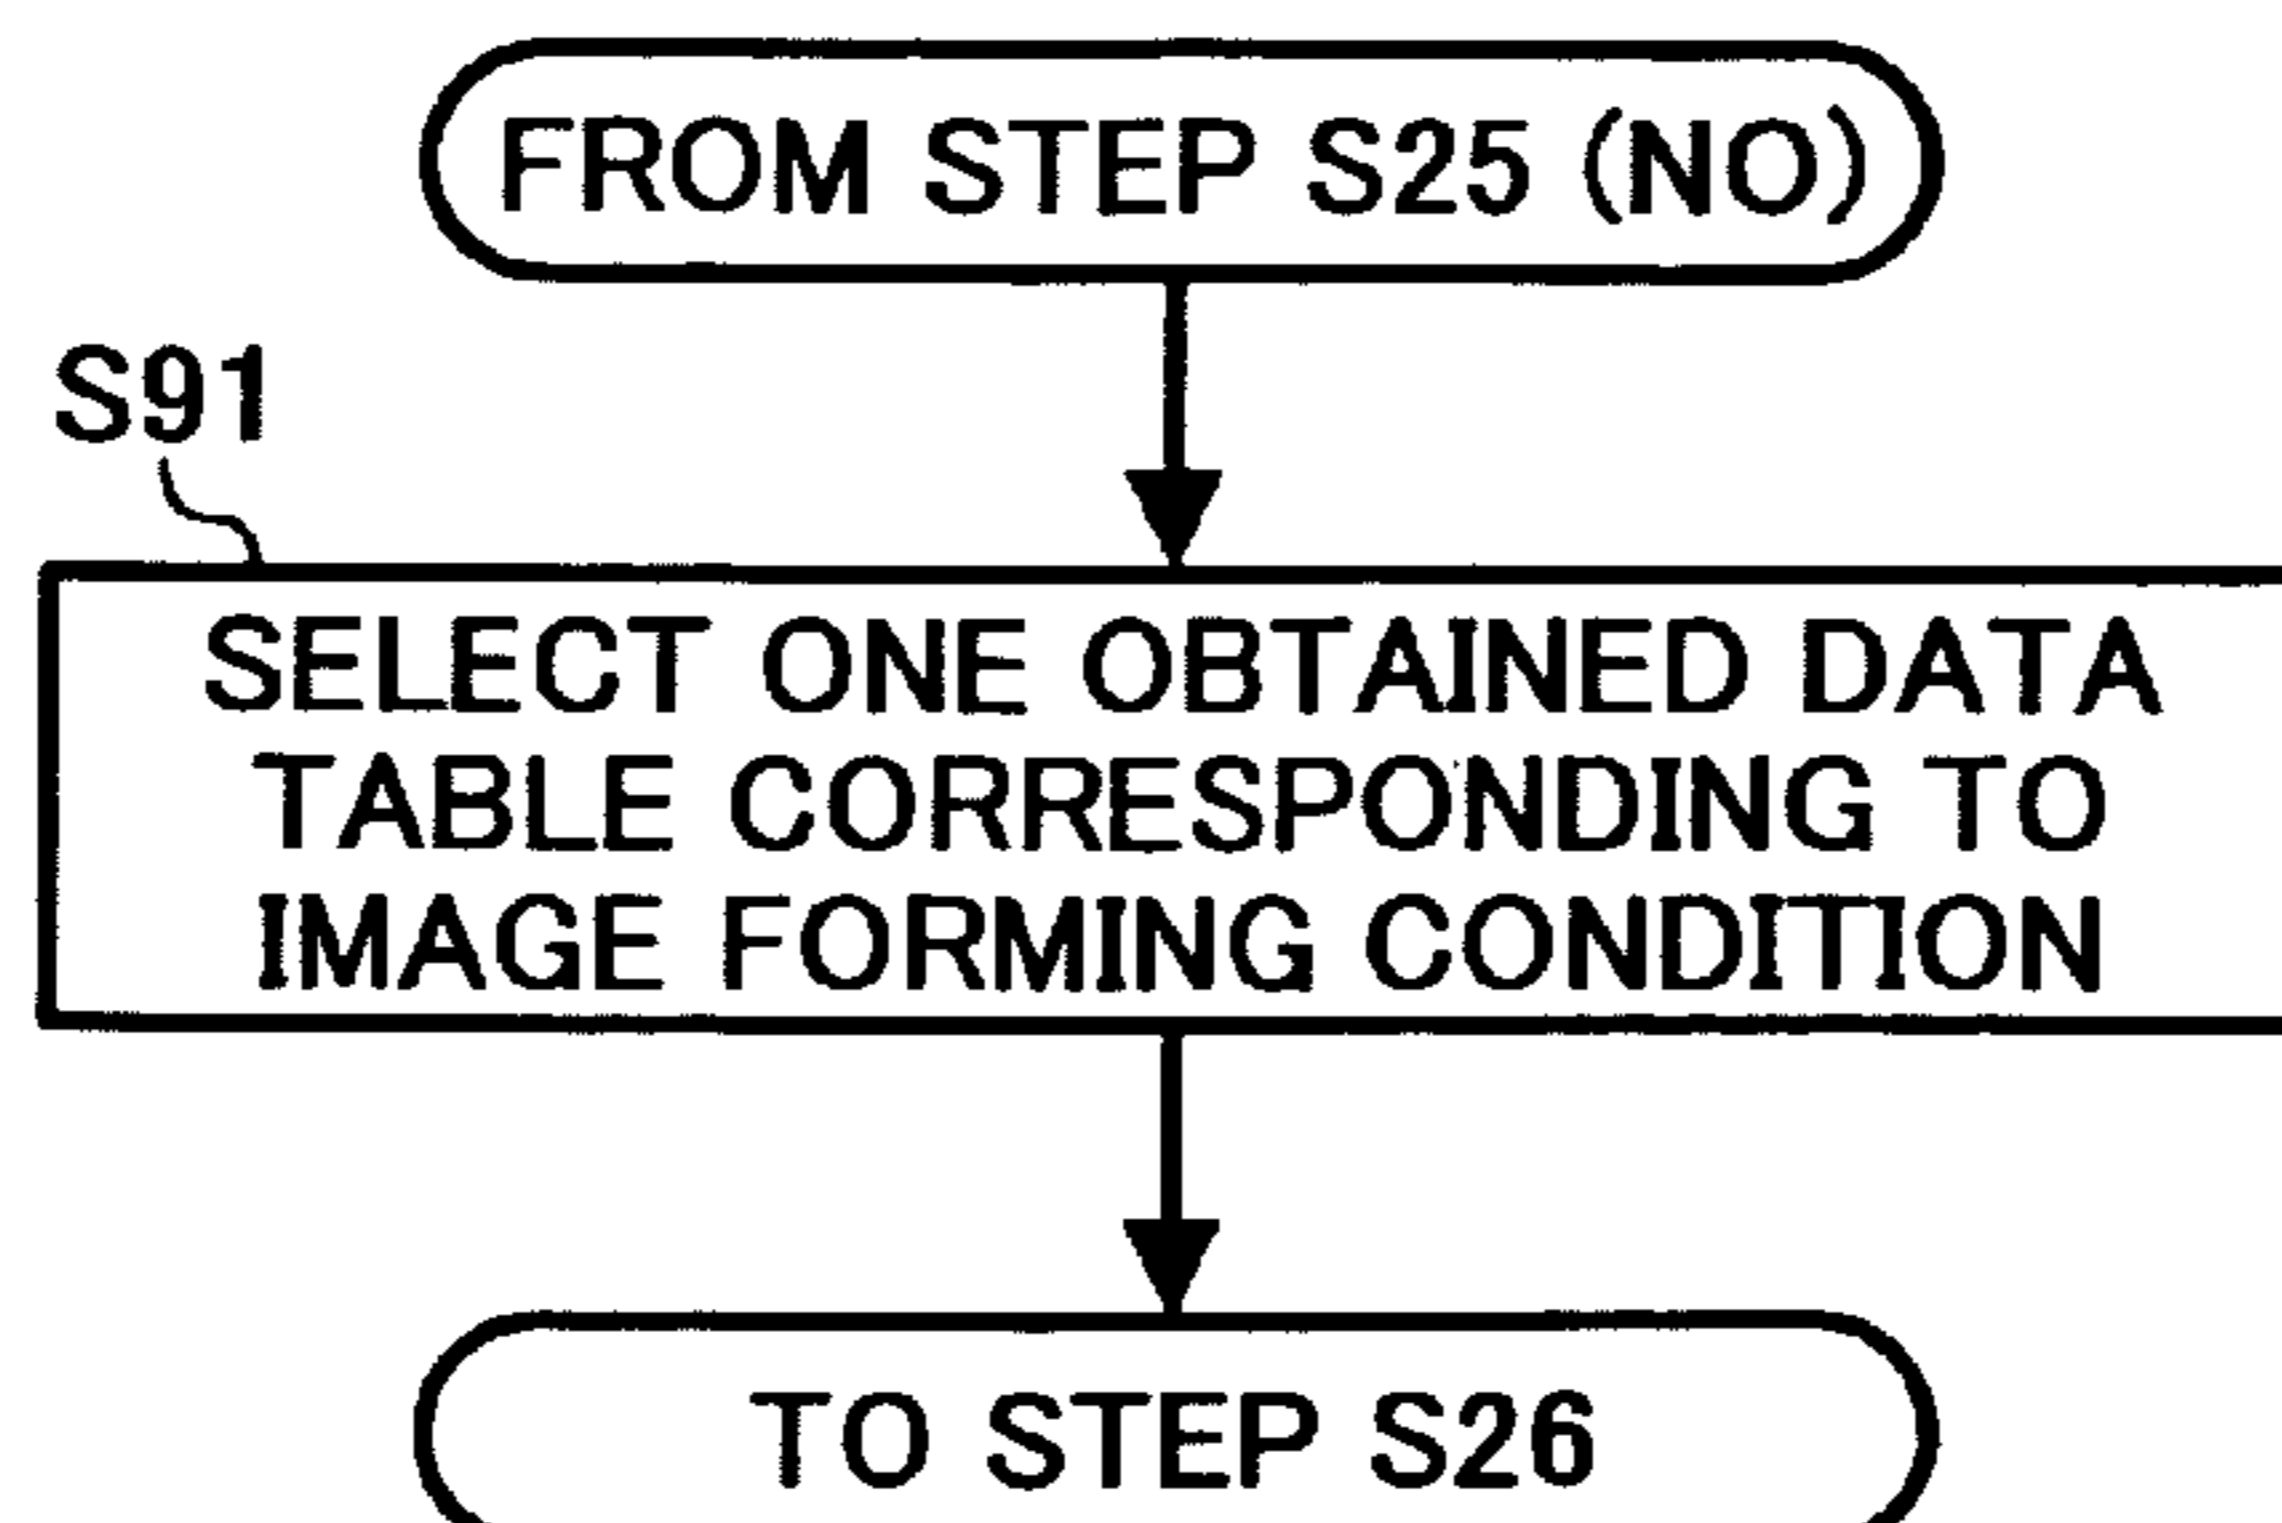 FROM STEP S25 (NO)
S91
SELECT ONE OBTAINED DATA
TABLE CORRESPONDING TO
IMAGE FORMING CONDITION
TO STEP S26